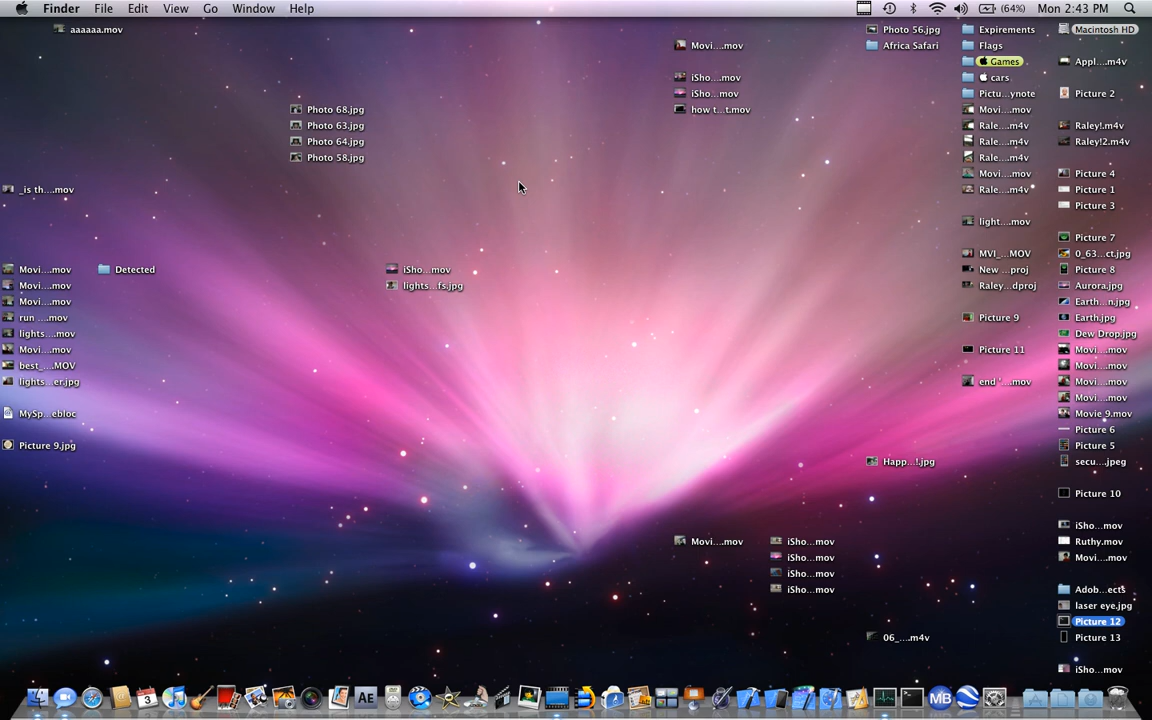 Finder File Edit View Go Window Help (64%) Mon 2:43 PM
aaaaaa.mov
Photo 68.jpg
Photo 63.jpg
Photo 64.jpg
Photo 58.jpg
_is th....mov
Movi....mov
Movi....mov
Movi....mov
run ....mov
lights....mov
Movi....mov
best_....MOV
lights...er.jpg
MySp...ebloc
Picture 9.jpg
Detected
iSho...mov
lights...fs.jpg
Movi....mov
iSho...mov
iSho...mov
how t...t.mov
Movi....mov
iSho...mov
iSho...mov
iSho...mov
iSho...mov
Photo 56.jpg
Africa Safari
Happ...!.jpg
06_....m4v
Expirements
Flags
Games
cars
Pictu...ynote
Movi....mov
Rale....m4v
Rale....m4v
Rale....m4v
Movi....mov
Rale....m4v
light....mov
MVI_...MOV
New ...proj
Raley...dproj
Picture 9
Picture 11
end '....mov
Macintosh HD
Appl....m4v
Picture 2
Raley!.m4v
Raley!2.m4v
Picture 4
Picture 1
Picture 3
Picture 7
0_63...ct.jpg
Picture 8
Aurora.jpg
Earth...n.jpg
Earth.jpg
Dew Drop.jpg
Movi....mov
Movi....mov
Movi....mov
Movi....mov
Movie 9.mov
Picture 6
Picture 5
secu....jpeg
Picture 10
iSho...mov
Ruthy.mov
Movi....mov
Adob...ects
laser eye.jpg
Picture 12
Picture 13
iSho...mov
3
AE
MB